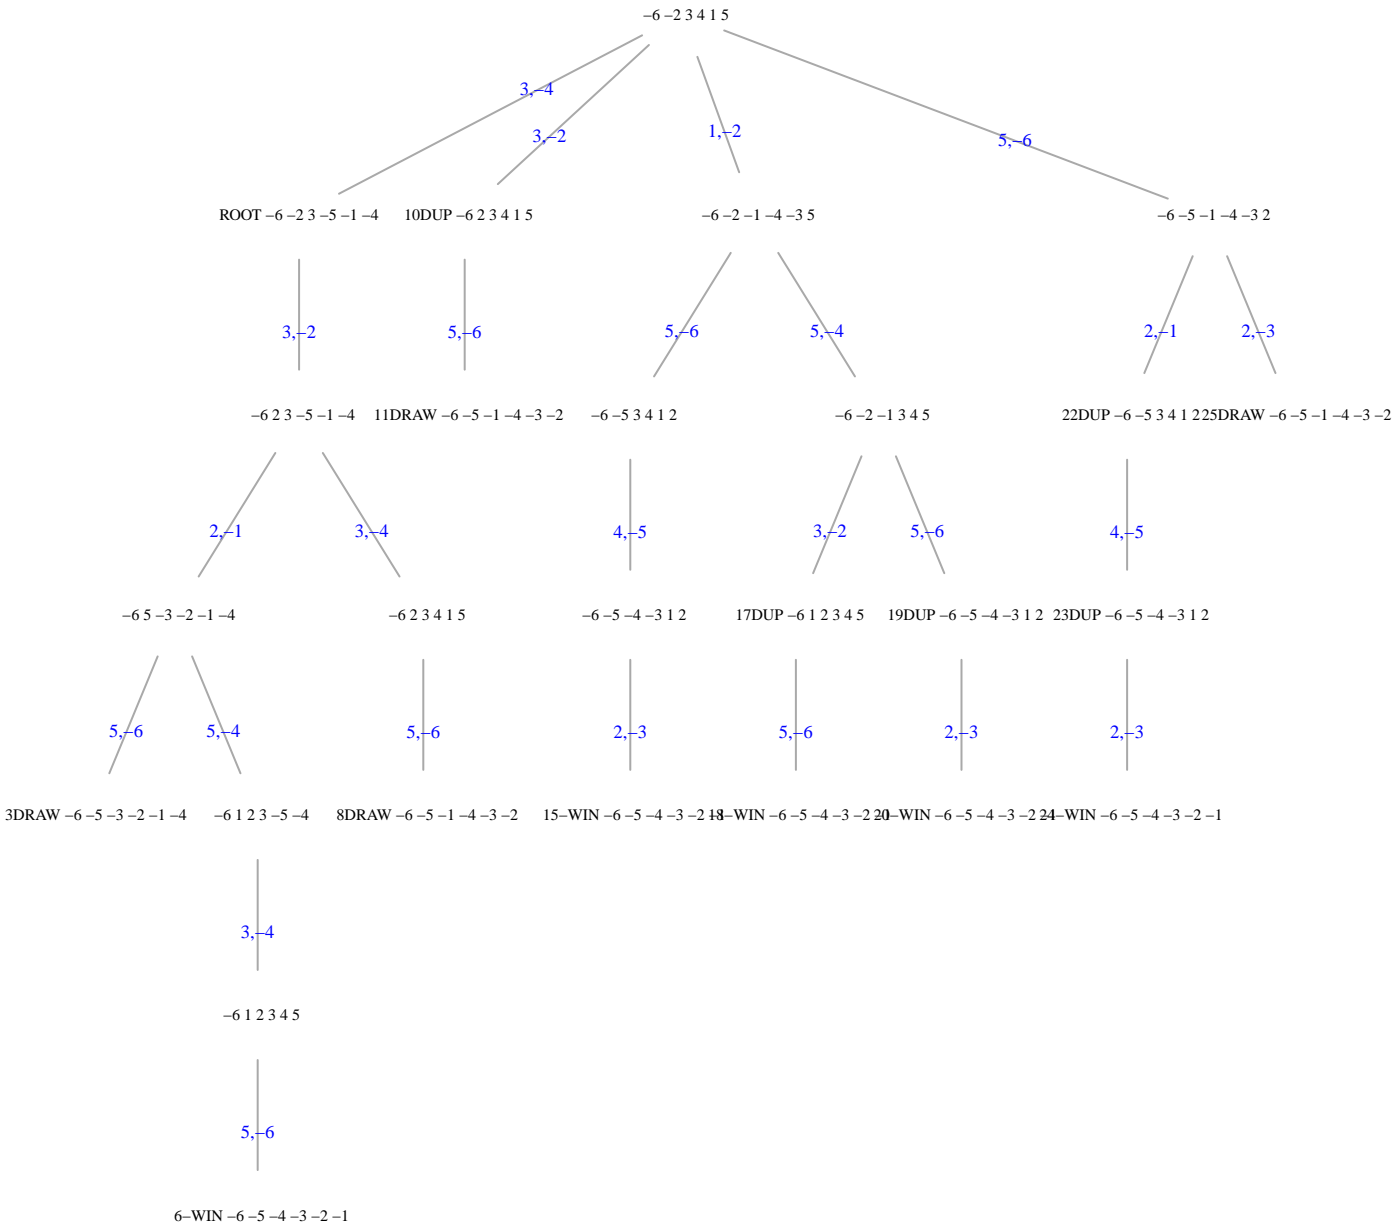 −6 −2 3 4 1 5
3,−4
3,−2
1,−2
5,−6
ROOT −6 −2 3 −5 −1 −4
10DUP −6 2 3 4 1 5
−6 −2 −1 −4 −3 5
−6 −5 −1 −4 −3 2
3,−2
5,−6
5,−6
5,−4
2,−1
2,−3
−6 2 3 −5 −1 −4
11DRAW −6 −5 −1 −4 −3 −2
−6 −5 3 4 1 2
−6 −2 −1 3 4 5
22DUP −6 −5 3 4 1 2
25DRAW −6 −5 −1 −4 −3 −2
2,−1
3,−4
4,−5
3,−2
5,−6
4,−5
−6 5 −3 −2 −1 −4
−6 2 3 4 1 5
−6 −5 −4 −3 1 2
17DUP −6 1 2 3 4 5
19DUP −6 −5 −4 −3 1 2
23DUP −6 −5 −4 −3 1 2
5,−6
5,−4
5,−6
2,−3
5,−6
2,−3
2,−3
3DRAW −6 −5 −3 −2 −1 −4
−6 1 2 3 −5 −4
8DRAW −6 −5 −1 −4 −3 −2
15−WIN −6 −5 −4 −3 −2 −1
18−WIN −6 −5 −4 −3 −2 −1
20−WIN −6 −5 −4 −3 −2 −1
24−WIN −6 −5 −4 −3 −2 −1
3,−4
−6 1 2 3 4 5
5,−6
6−WIN −6 −5 −4 −3 −2 −1